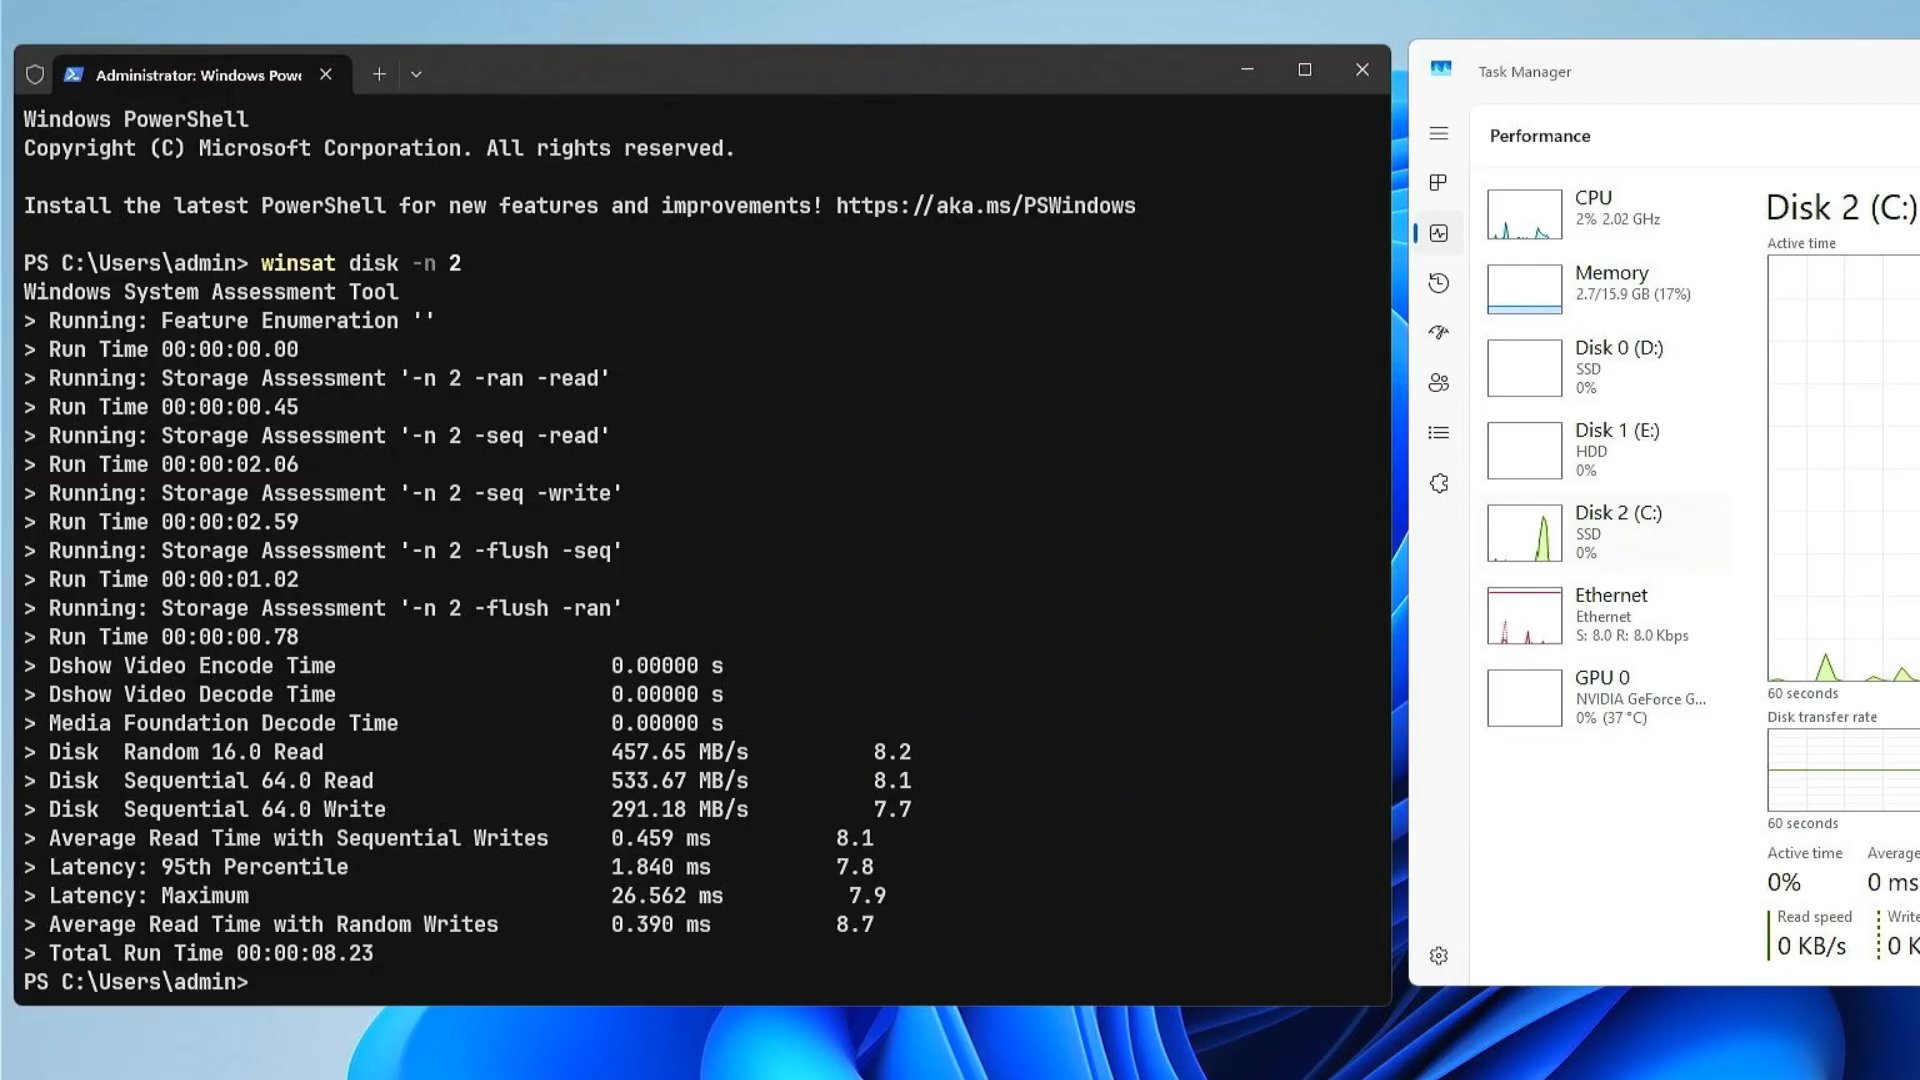 Administrator: Windows Powe
Windows PowerShell
Copyright (C) Microsoft Corporation. All rights reserved.
Install the latest PowerShell for new features and improvements! https://aka.ms/PSWindows
PS C:\Users\admin> winsat disk -n 2
Windows System Assessment Tool
> Running: Feature Enumeration ''
> Run Time 00:00:00.00
> Running: Storage Assessment '-n 2 -ran -read'
> Run Time 00:00:00.45
> Running: Storage Assessment '-n 2 -seq -read'
> Run Time 00:00:02.06
> Running: Storage Assessment '-n 2 -seq -write'
> Run Time 00:00:02.59
> Running: Storage Assessment '-n 2 -flush -seq'
> Run Time 00:00:01.02
> Running: Storage Assessment '-n 2 -flush -ran'
> Run Time 00:00:00.78
> Dshow Video Encode Time 0.00000 s
> Dshow Video Decode Time 0.00000 s
> Media Foundation Decode Time 0.00000 s
> Disk  Random 16.0 Read 457.65 MB/s 8.2
> Disk  Sequential 64.0 Read 533.67 MB/s 8.1
> Disk  Sequential 64.0 Write 291.18 MB/s 7.7
> Average Read Time with Sequential Writes 0.459 ms 8.1
> Latency: 95th Percentile 1.840 ms 7.8
> Latency: Maximum 26.562 ms 7.9
> Average Read Time with Random Writes 0.390 ms 8.7
> Total Run Time 00:00:08.23
PS C:\Users\admin>
Task Manager
Performance
CPU
2% 2.02 GHz
Memory
2.7/15.9 GB (17%)
Disk 0 (D:)
SSD
0%
Disk 1 (E:)
HDD
0%
Disk 2 (C:)
SSD
0%
Ethernet
Ethernet
S: 8.0 R: 8.0 Kbps
GPU 0
NVIDIA GeForce G...
0% (37 °C)
Disk 2 (C:)
Active time
60 seconds
Disk transfer rate
60 seconds
Active time Average
0% 0 ms
Read speed Write
0 KB/s 0 K